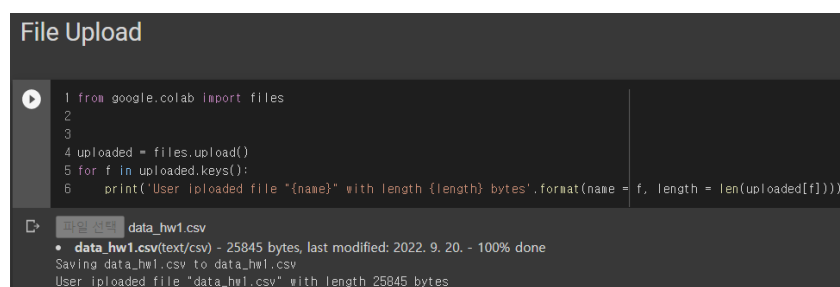 File Upload
1 from google.colab import files
2
3
4 uploaded = files.upload()
5 for f in uploaded.keys():
6 print('User iploaded file "{name}" with length {length} bytes'.format(name = f, length = len(uploaded[f])))
파일 선택 data_hw1.csv
• data_hw1.csv(text/csv) - 25845 bytes, last modified: 2022. 9. 20. - 100% done
Saving data_hw1.csv to data_hw1.csv
User iploaded file "data_hw1.csv" with length 25845 bytes